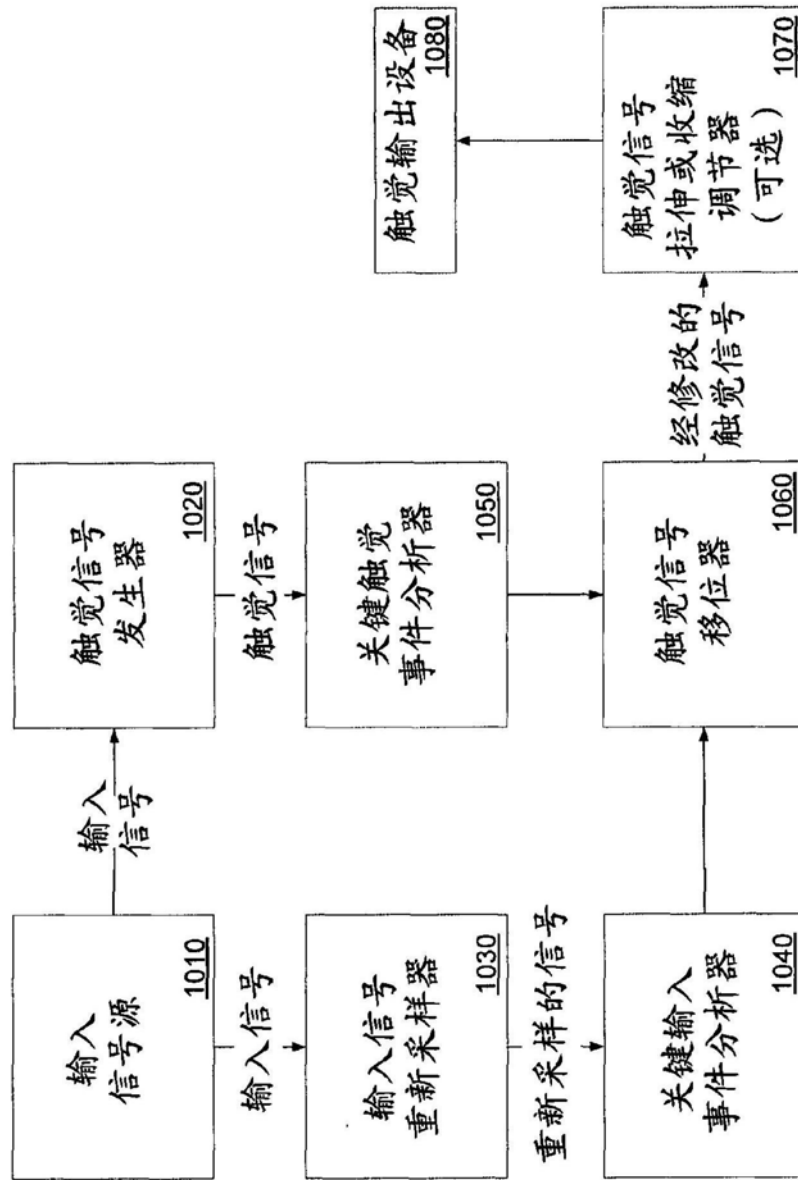 输入
信号源
1010
输入
信号
触觉信号
发生器
1020
输入信号
触觉信号
输入信号
重新采样器
1030
关键触觉
事件分析器
1050
触觉输出设备
1080
重新采样的信号
关键输入
事件分析器
1040
触觉信号
移位器
1060
经修改的
触觉信号
触觉信号
拉伸或收缩
调节器
(可选)
1070